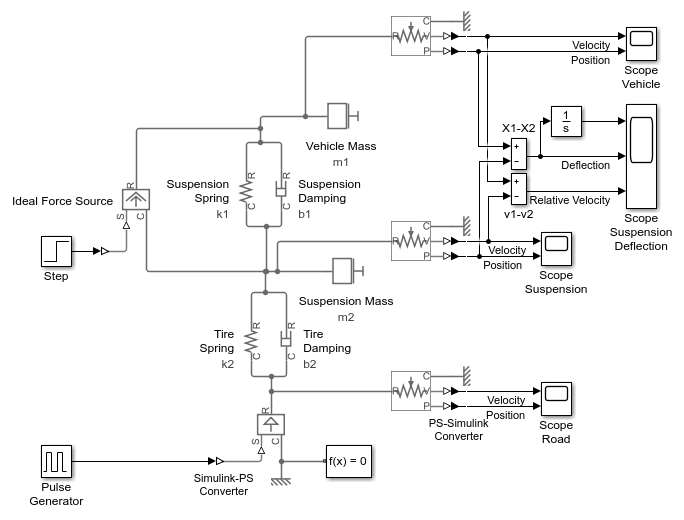 C
R V
P
Velocity
Position
Scope
Vehicle
R
Vehicle Mass
m1
X1-X2
+
−
1
s
Deflection
+
−
Relative Velocity
v1-v2
Scope
Suspension
Deflection
Ideal Force Source
S C
Suspension
Spring
k1
R R
C C
Suspension
Damping
b1
Step
C
R V
P
Velocity
Position
Scope
Suspension
Suspension Mass
m2
Tire
Spring
k2
R R
C C
Tire
Damping
b2
C
R V
P
Velocity
Position
PS-Simulink
Converter
Scope
Road
R
S C
Pulse
Generator
Simulink-PS
Converter
f(x) = 0